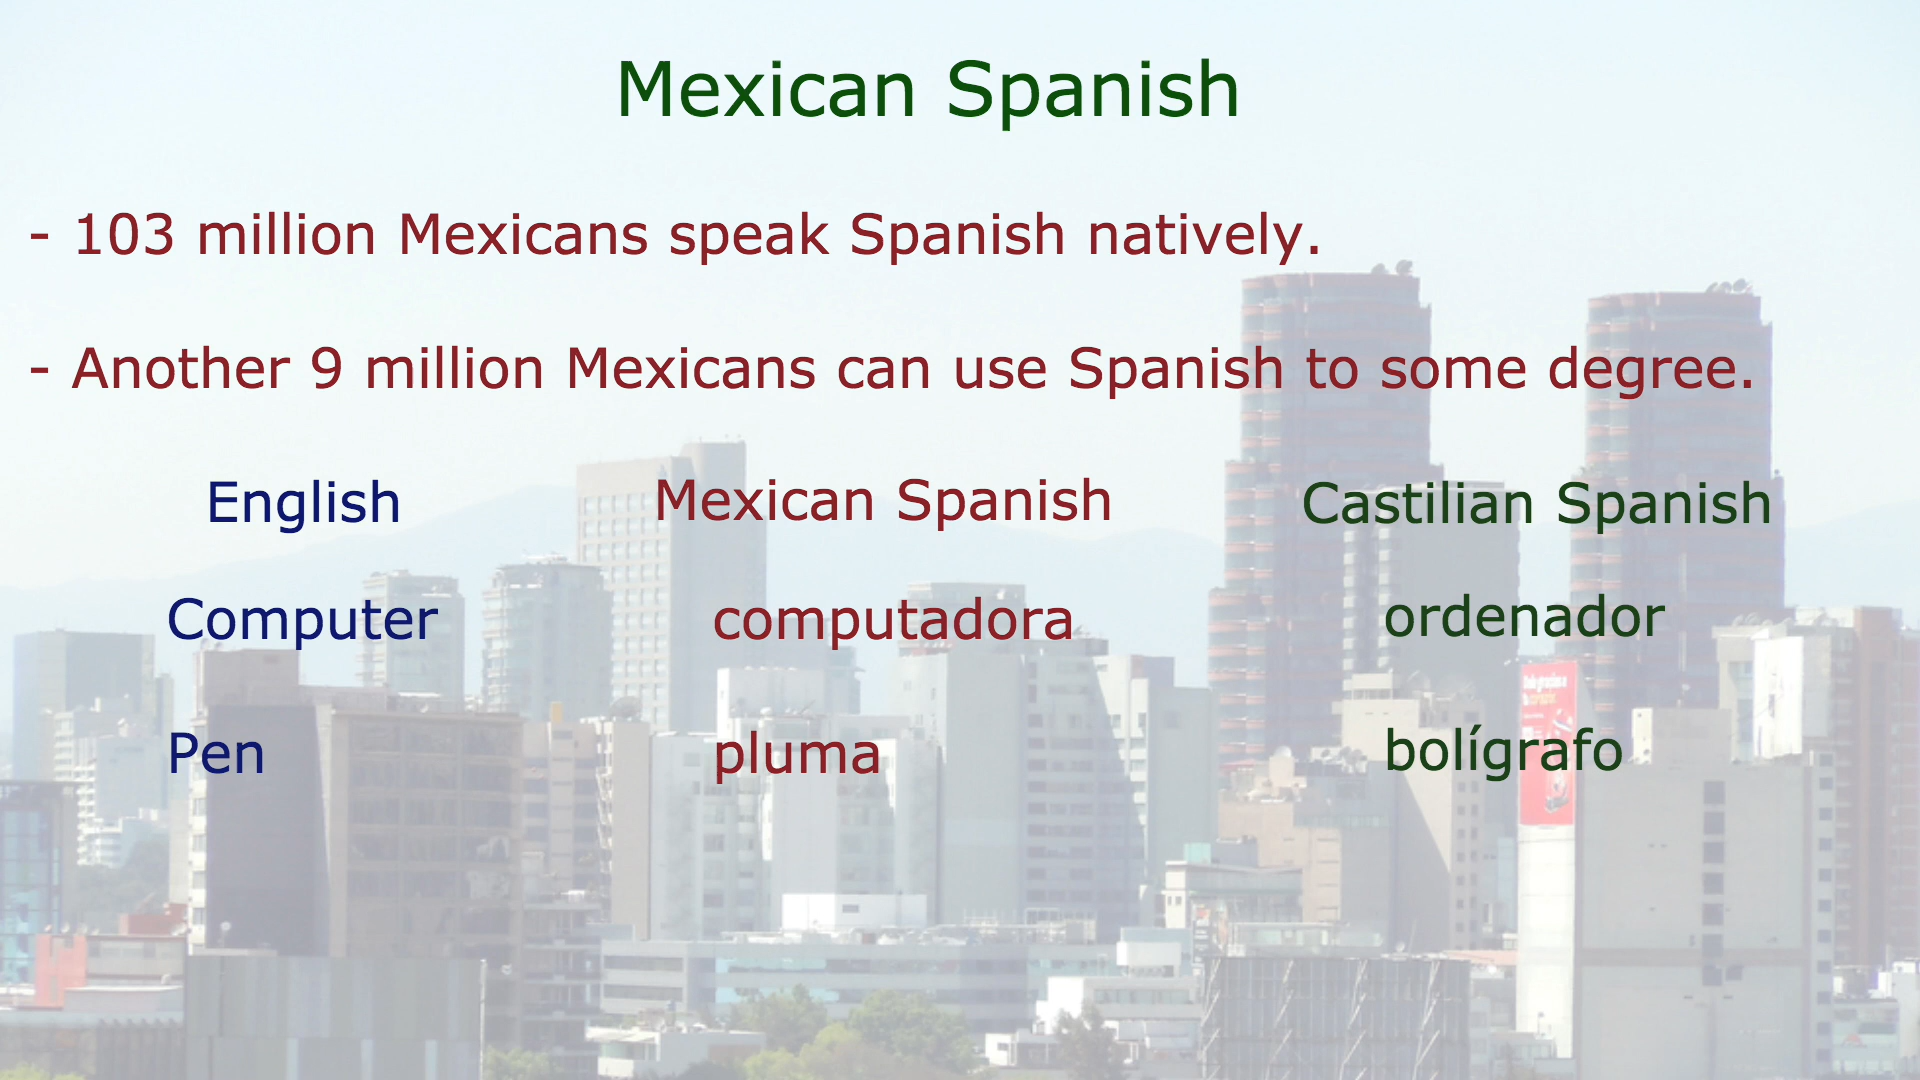 Mexican Spanish
- 103 million Mexicans speak Spanish natively.
- Another 9 million Mexicans can use Spanish to some degree.
English Mexican Spanish Castilian Spanish
Computer computadora ordenador
Pen pluma bolígrafo